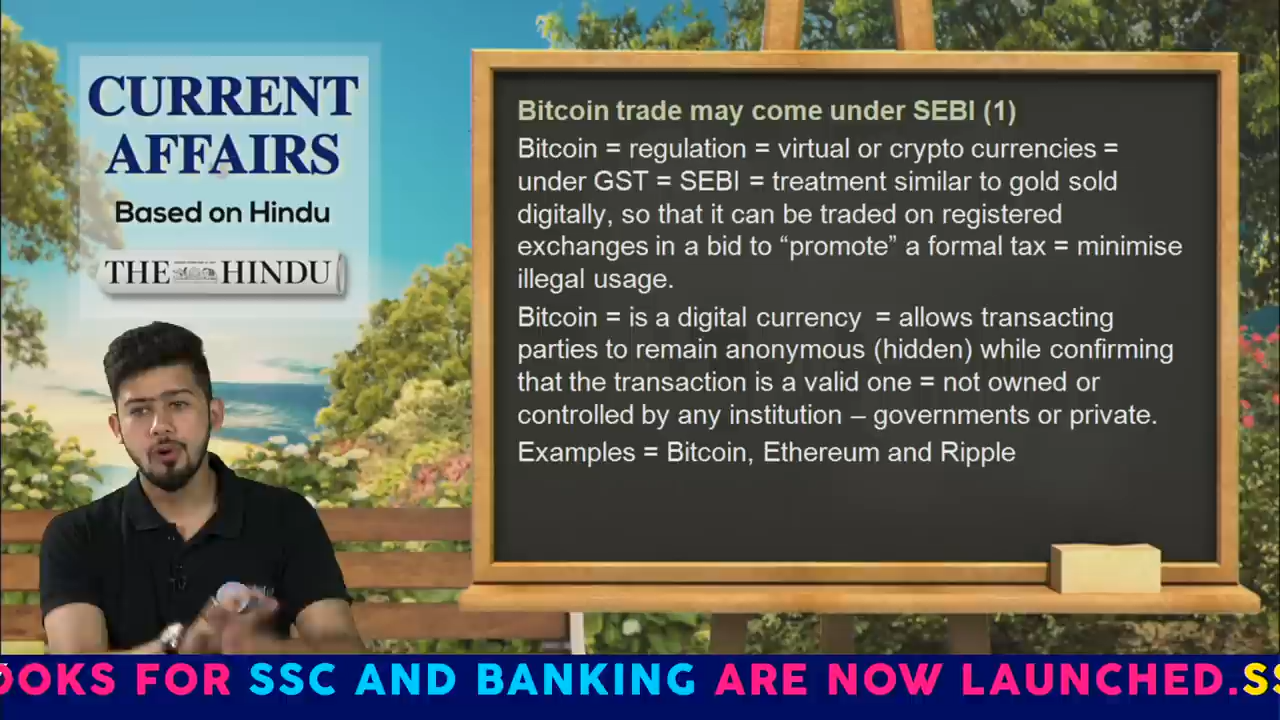 CURRENT
AFFAIRS
Based on Hindu
THE HINDU
Bitcoin trade may come under SEBI (1)
Bitcoin = regulation = virtual or crypto currencies =
under GST = SEBI = treatment similar to gold sold
digitally, so that it can be traded on registered
exchanges in a bid to “promote” a formal tax = minimise
illegal usage.
Bitcoin = is a digital currency  = allows transacting
parties to remain anonymous (hidden) while confirming
that the transaction is a valid one = not owned or
controlled by any institution – governments or private.
Examples = Bitcoin, Ethereum and Ripple
OOKS FOR SSC AND BANKING ARE NOW LAUNCHED.SS